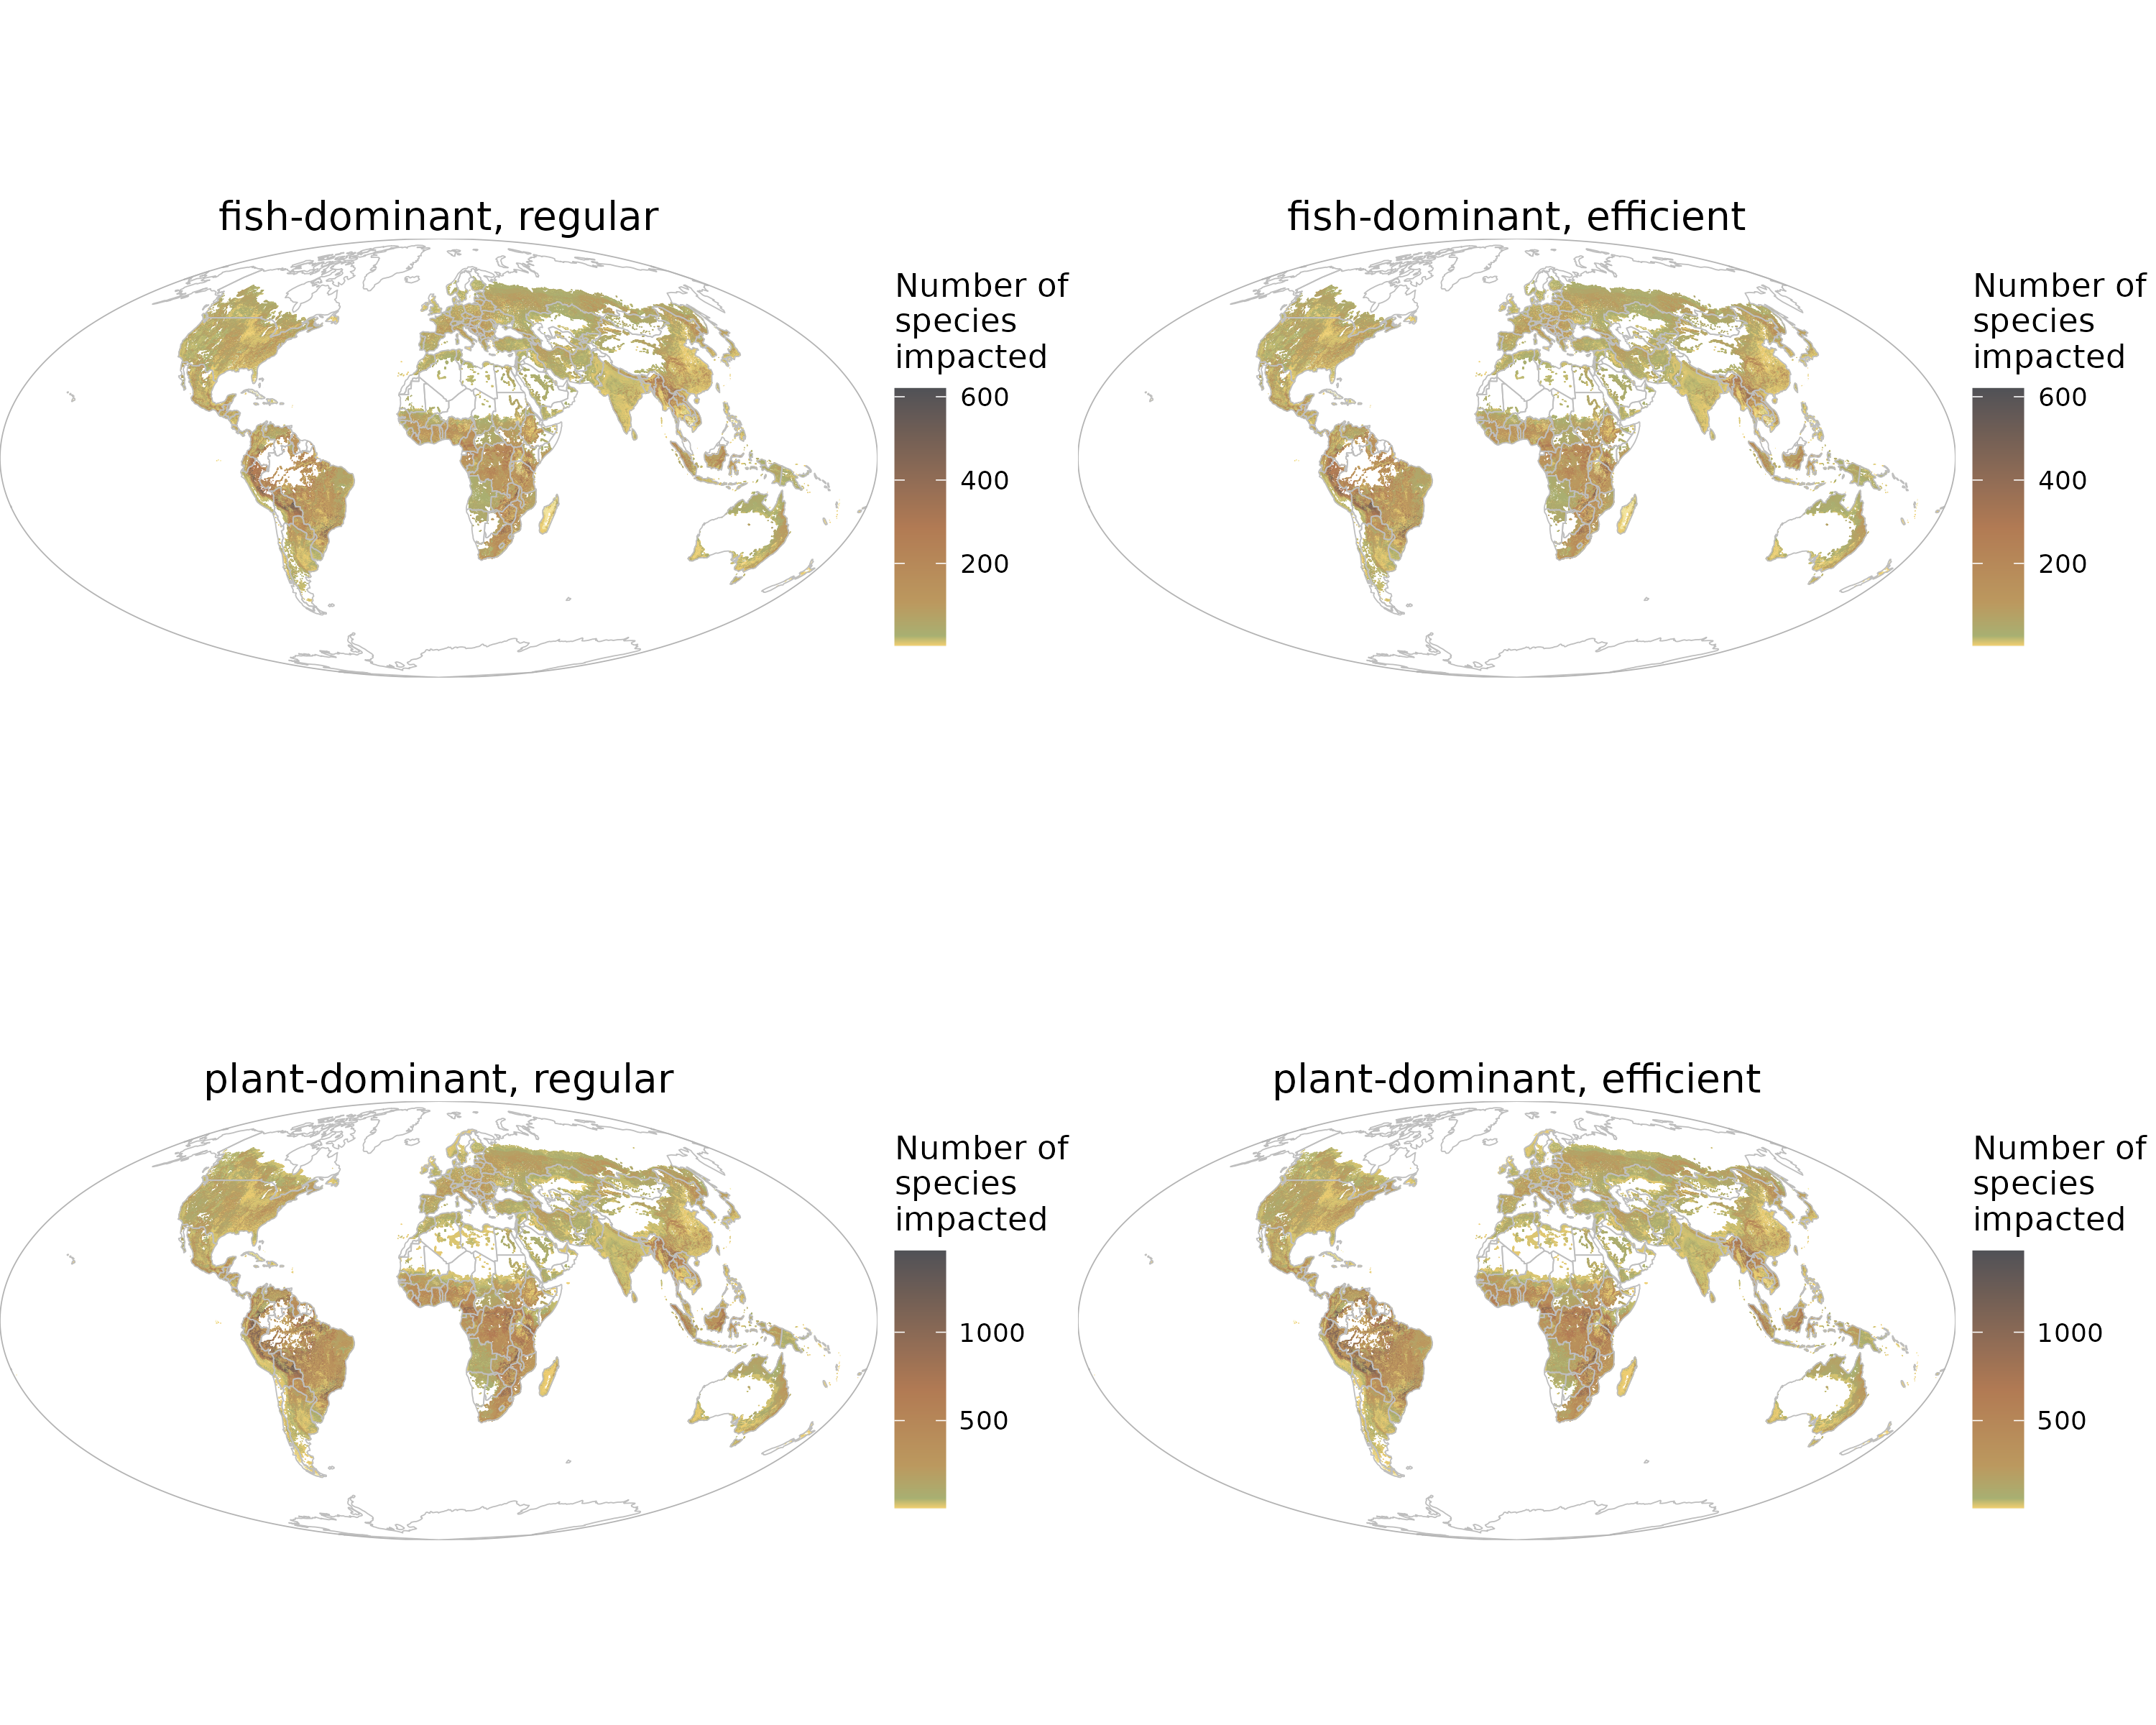 fish-dominant, regular
Number of
species
impacted
600
400
200
fish-dominant, efficient
Number of
species
impacted
600
400
200
plant-dominant, regular
Number of
species
impacted
1000
500
plant-dominant, efficient
Number of
species
impacted
1000
500